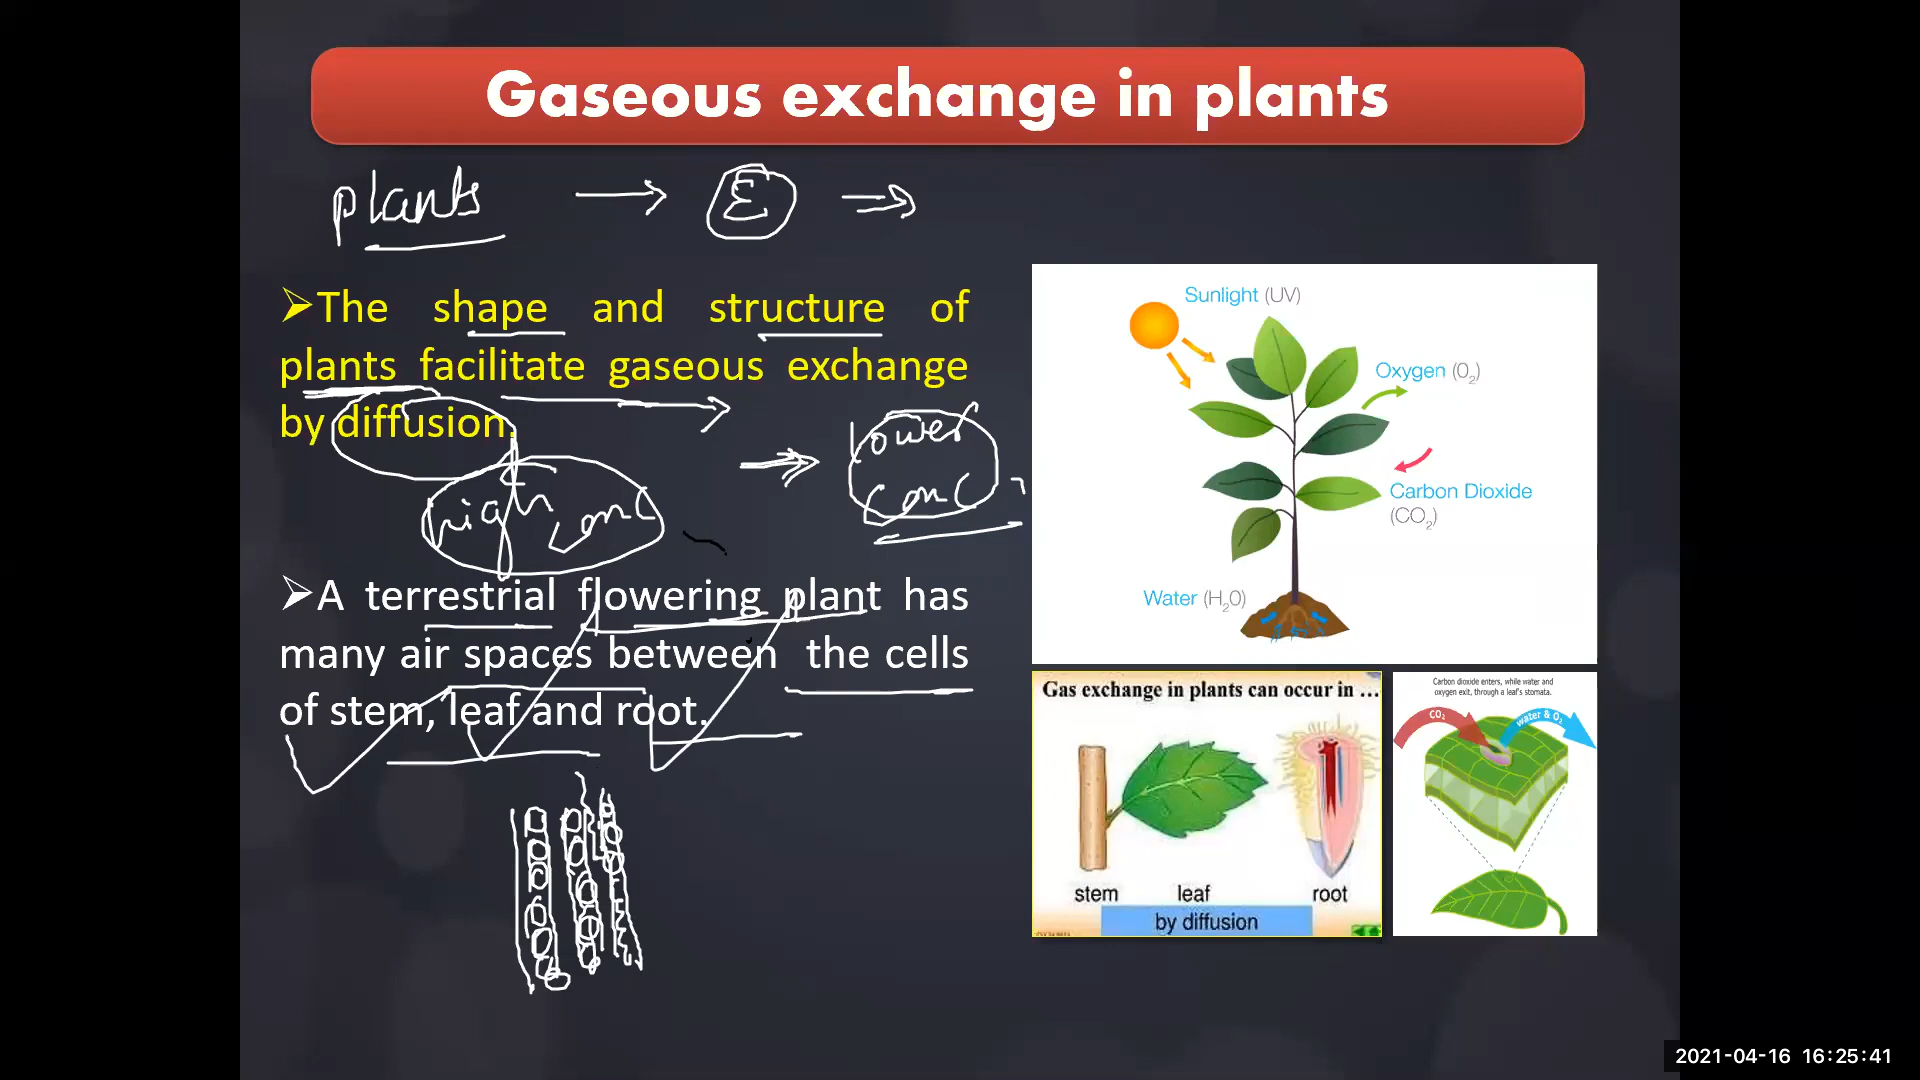 Gaseous exchange in plants
plants → E ⇒
➢The shape and structure of
plants facilitate gaseous exchange
by diffusion.
high conc
lower
conc
➢A terrestrial flowering plant has
many air spaces between the cells
of stem, leaf and root.
Sunlight (UV)
Oxygen (O₂)
Carbon Dioxide
(CO₂)
Water (H₂O)
Gas exchange in plants can occur in ...
stem leaf root
by diffusion
Carbon dioxide enters, while water and
oxygen exit, through a leaf's stomata.
CO₂
water & O₂
2021-04-16 16:25:41